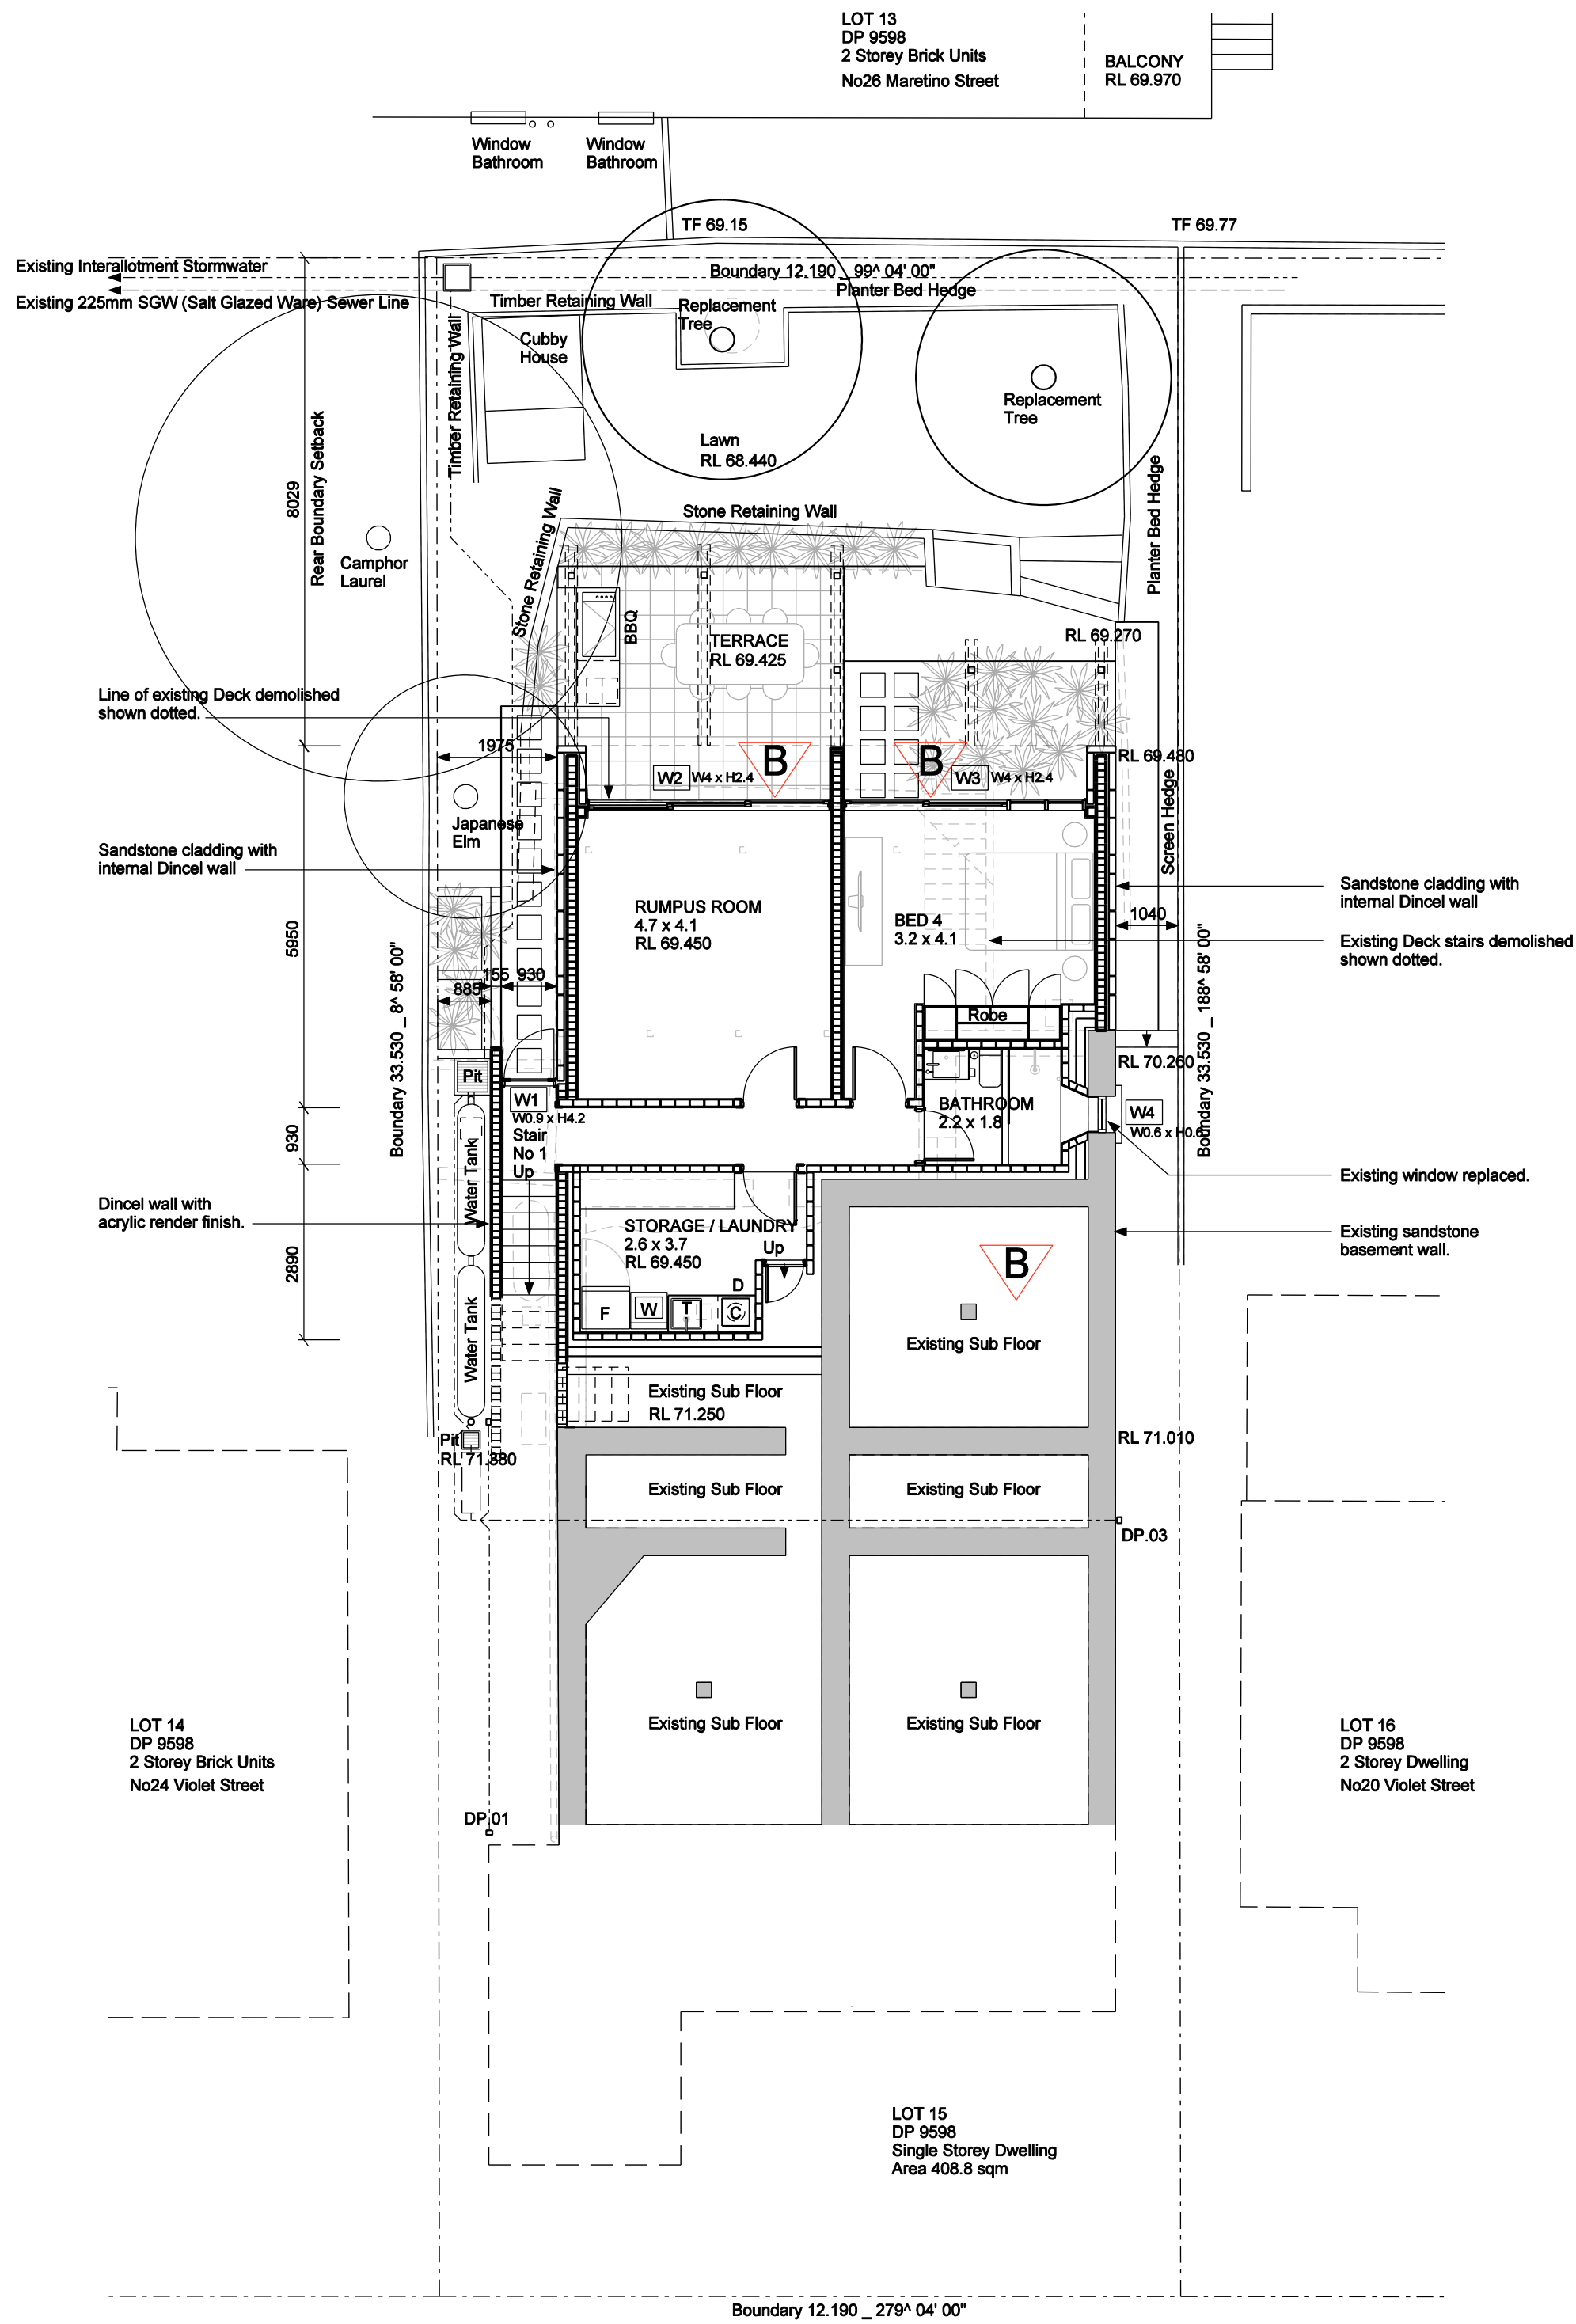 LOT 13
DP 9598
2 Storey Brick Units
No26 Maretino Street
BALCONY
RL 69.970
Window
Bathroom
Window
Bathroom
TF 69.15
TF 69.77
Existing Interallotment Stormwater
Boundary 12.190 _ 99^ 04' 00"
Planter Bed Hedge
Existing 225mm SGW (Salt Glazed Ware) Sewer Line
Timber Retaining Wall
Replacement
Tree
Timber Retaining Wall
Cubby
House
Replacement
Tree
Lawn
RL 68.440
8029
Rear Boundary Setback
Planter Bed Hedge
Stone Retaining Wall
Stone Retaining Wall
Camphor
Laurel
BBQ
TERRACE
RL 69.425
RL 69.270
Line of existing Deck demolished
shown dotted.
1975
B
B
RL 69.480
W2
W4 x H2.4
W3
W4 x H2.4
Screen Hedge
Japanese
Elm
Sandstone cladding with
internal Dincel wall
Sandstone cladding with
internal Dincel wall
RUMPUS ROOM
4.7 x 4.1
RL 69.450
BED 4
3.2 x 4.1
1040
Existing Deck stairs demolished
shown dotted.
5950
Boundary 33.530 _ 8^ 58' 00"
155
930
885
Boundary 33.530 _ 188^ 58' 00"
Robe
RL 70.260
Pit
W1
W0.9 x H4.2
Stair
No 1
Up
BATHROOM
2.2 x 1.8
W4
W0.6 x H0.6
930
Water Tank
Existing window replaced.
Dincel wall with
acrylic render finish.
STORAGE / LAUNDRY
2.6 x 3.7
RL 69.450
Up
Existing sandstone
basement wall.
2890
B
D
F
W
T
C
Water Tank
Existing Sub Floor
Existing Sub Floor
RL 71.250
Pit
RL 71.380
RL 71.010
Existing Sub Floor
Existing Sub Floor
DP.03
Existing Sub Floor
Existing Sub Floor
LOT 14
DP 9598
2 Storey Brick Units
No24 Violet Street
LOT 16
DP 9598
2 Storey Dwelling
No20 Violet Street
DP.01
LOT 15
DP 9598
Single Storey Dwelling
Area 408.8 sqm
Boundary 12.190 _ 279^ 04' 00"